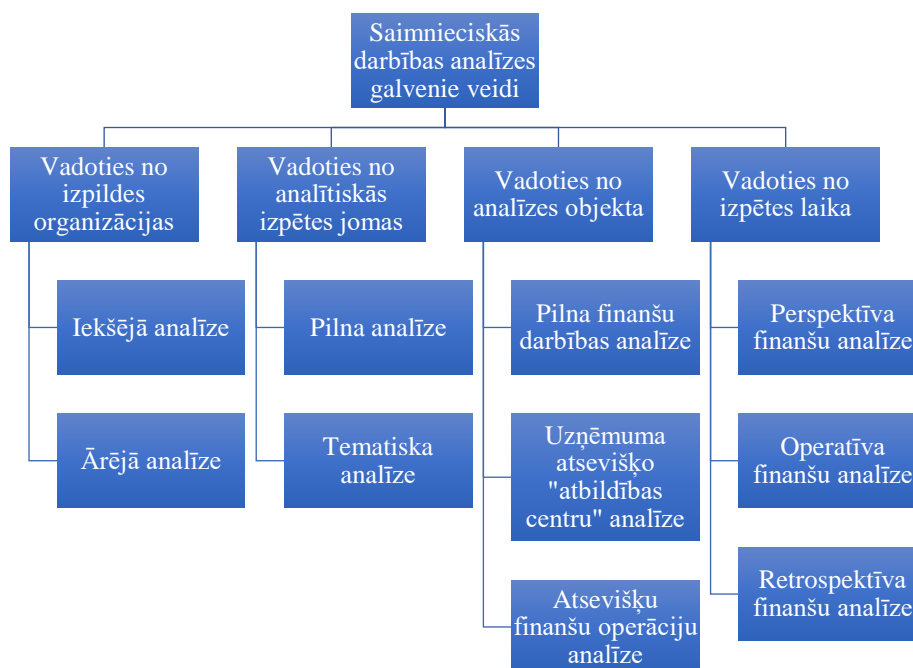 Saimnieciskās
darbības analīzes
galvenie veidi
Vadoties no
izpildes
organizācijas
Vadoties no
analītiskās
izpētes jomas
Vadoties no
analīzes objekta
Vadoties no
izpētes laika
Iekšējā analīze
Pilna analīze
Pilna finanšu
darbības analīze
Perspektīva
finanšu analīze
Ārējā analīze
Tematiska
analīze
Uzņēmuma
atsevišķo
"atbildības
centru" analīze
Operatīva
finanšu analīze
Atsevišķu
finanšu operāciju
analīze
Retrospektīva
finanšu analīze